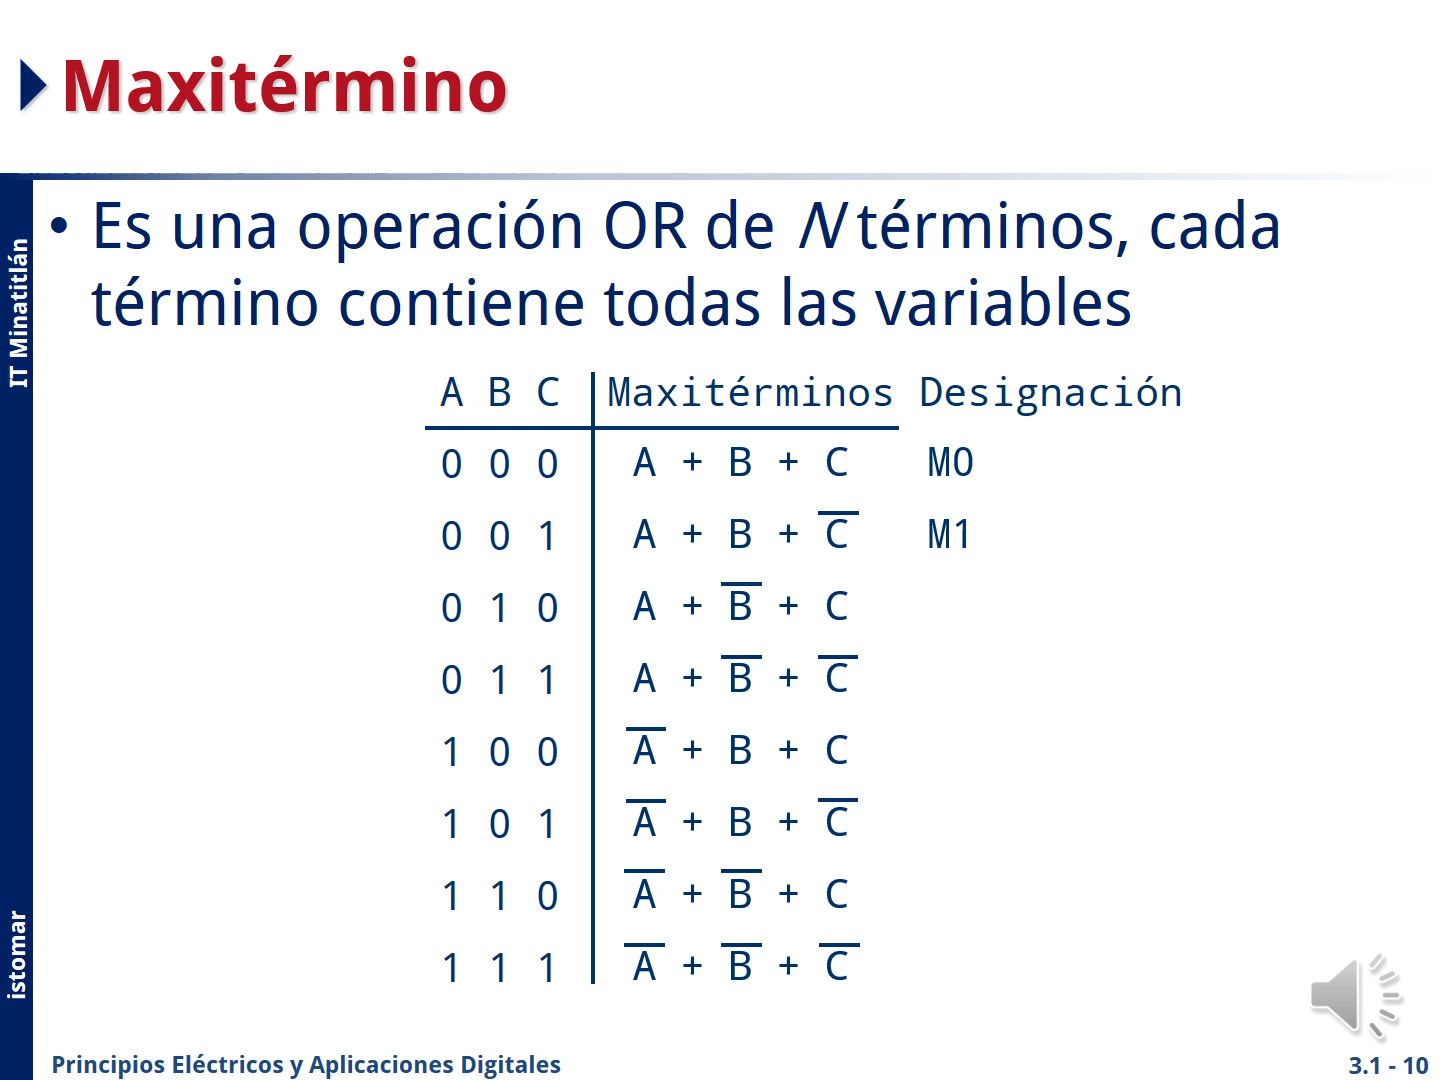 Maxitérmino
• Es una operación OR de N términos, cada
término contiene todas las variables
A B C Maxitérminos Designación
0 0 0 A + B + C M0
0 0 1 A + B + C̅ M1
0 1 0 A + B̅ + C
0 1 1 A + B̅ + C̅
1 0 0 A̅ + B + C
1 0 1 A̅ + B + C̅
1 1 0 A̅ + B̅ + C
1 1 1 A̅ + B̅ + C̅
IT Minatitlán
istomar
Principios Eléctricos y Aplicaciones Digitales
3.1 - 10